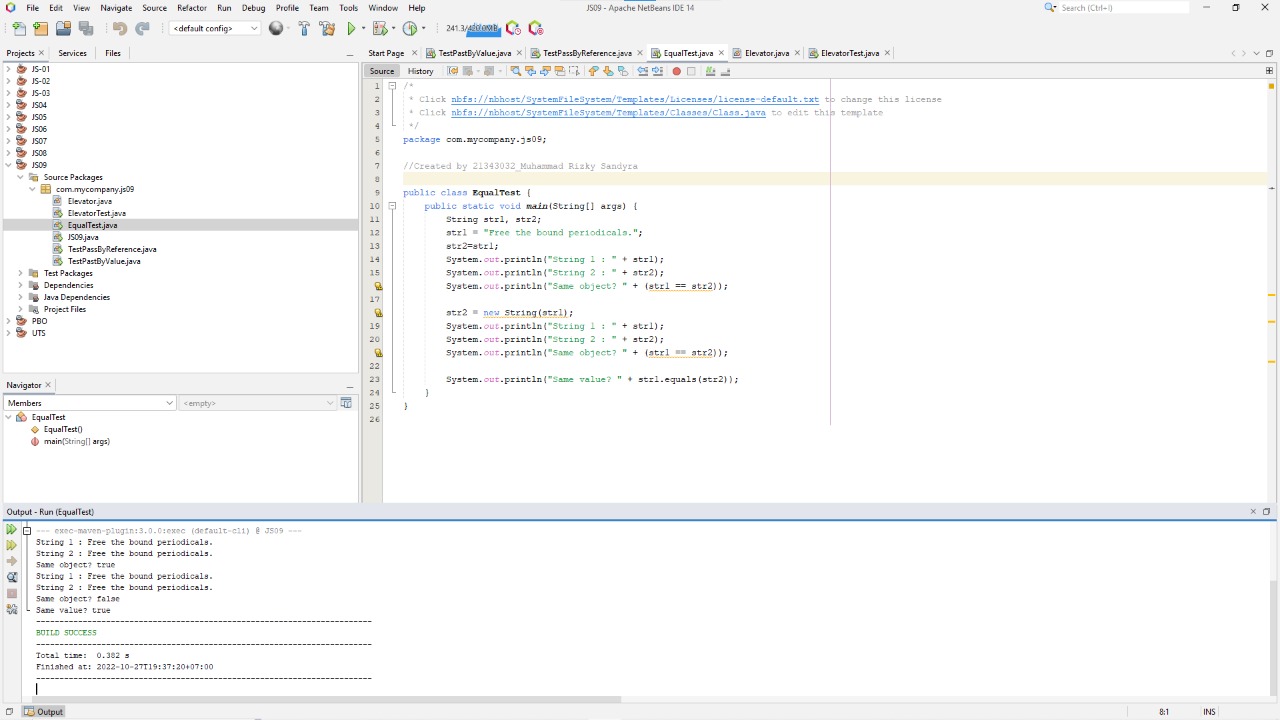 JS09 - Apache NetBeans IDE 14
File Edit View Navigate Source Refactor Run Debug Profile Team Tools Window Help
Search (Ctrl+I)
<default config>
Projects Services Files
Start Page TestPastByValue.java TestPassByReference.java EqualTest.java Elevator.java ElevatorTest.java
Source History
JS-01
JS-02
JS-03
JS04
JS05
JS06
JS07
JS08
JS09
Source Packages
com.mycompany.js09
Elevator.java
ElevatorTest.java
EqualTest.java
JS09.java
TestPassByReference.java
TestPastByValue.java
Test Packages
Dependencies
Java Dependencies
Project Files
PBO
UTS
Navigator
Members <empty>
EqualTest
EqualTest()
main(String[] args)
1 /*
2 * Click nbfs://nbhost/SystemFileSystem/Templates/Licenses/license-default.txt to change this license
3 * Click nbfs://nbhost/SystemFileSystem/Templates/Classes/Class.java to edit this template
4 */
5 package com.mycompany.js09;
6
7 //Created by 21343032_Muhammad Rizky Sandyra
8
9 public class EqualTest {
10 public static void main(String[] args) {
11 String str1, str2;
12 str1 = "Free the bound periodicals.";
13 str2=str1;
14 System.out.println("String 1 : " + str1);
15 System.out.println("String 2 : " + str2);
System.out.println("Same object? " + (str1 == str2));
17
str2 = new String(str1);
19 System.out.println("String 1 : " + str1);
20 System.out.println("String 2 : " + str2);
System.out.println("Same object? " + (str1 == str2));
22
23 System.out.println("Same value? " + str1.equals(str2));
24 }
25 }
26
Output - Run (EqualTest)
--- exec-maven-plugin:3.0.0:exec (default-cli) @ JS09 ---
String 1 : Free the bound periodicals.
String 2 : Free the bound periodicals.
Same object? true
String 1 : Free the bound periodicals.
String 2 : Free the bound periodicals.
Same object? false
Same value? true
------------------------------------------------------------------------
BUILD SUCCESS
------------------------------------------------------------------------
Total time:  0.382 s
Finished at: 2022-10-27T19:37:20+07:00
------------------------------------------------------------------------
Output
8:1 INS